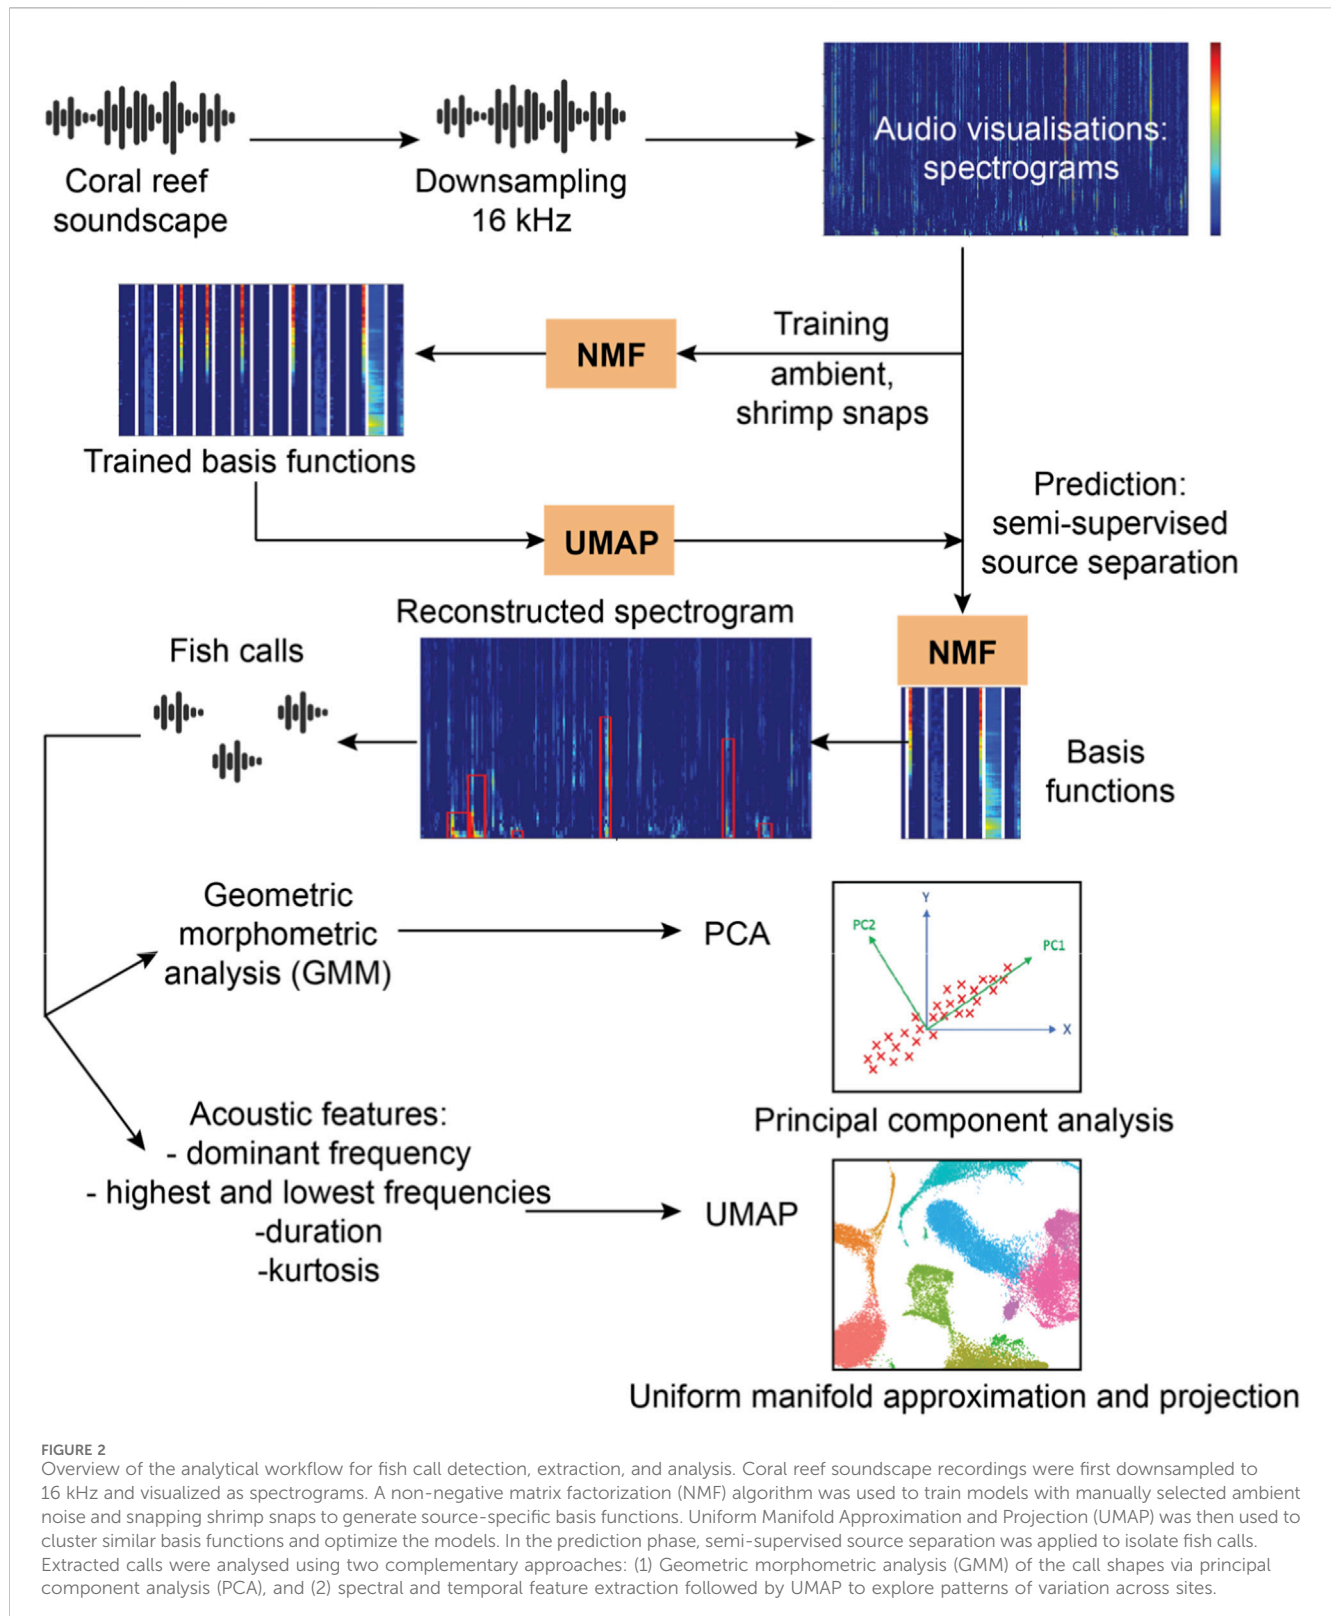 Coral reef
soundscape
Downsampling
16 kHz
Audio visualisations:
spectrograms
Training
NMF
ambient,
shrimp snaps
Trained basis functions
Prediction:
semi-supervised
source separation
UMAP
Reconstructed spectrogram
NMF
Fish calls
Basis
functions
Geometric
morphometric
analysis (GMM)
PCA
Y
PC2
PC1
X
Principal component analysis
Acoustic features:
- dominant frequency
- highest and lowest frequencies
-duration
-kurtosis
UMAP
Uniform manifold approximation and projection
FIGURE 2
Overview of the analytical workflow for fish call detection, extraction, and analysis. Coral reef soundscape recordings were first downsampled to
16 kHz and visualized as spectrograms. A non-negative matrix factorization (NMF) algorithm was used to train models with manually selected ambient
noise and snapping shrimp snaps to generate source-specific basis functions. Uniform Manifold Approximation and Projection (UMAP) was then used to
cluster similar basis functions and optimize the models. In the prediction phase, semi-supervised source separation was applied to isolate fish calls.
Extracted calls were analysed using two complementary approaches: (1) Geometric morphometric analysis (GMM) of the call shapes via principal
component analysis (PCA), and (2) spectral and temporal feature extraction followed by UMAP to explore patterns of variation across sites.